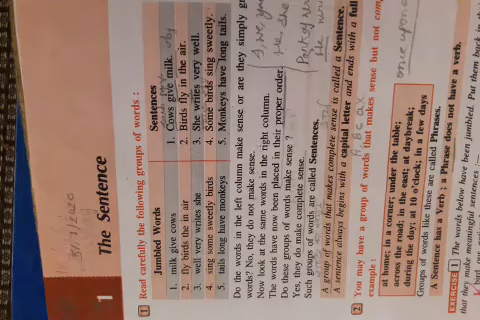 1
The Sentence
1 Read carefully the following groups of words :
Jumbled Words Sentences
1. milk give cows 1. Cows give milk.
2. fly birds the in air 2. Birds fly in the air.
3. well very writes she 3. She writes very well.
4. sing some sweetly birds 4. Some birds sing sweetly.
5. tail long have monkeys 5. Monkeys have long tails.
Do the words in the left column make sense or are they simply
words? No, they do not make sense.
Now look at the same words in the right column.
The words have now been placed in their proper order.
Do these groups of words make sense ?
Yes, they do make complete sense.
Such groups of words are called Sentences.
A group of words that makes complete sense is called a Sentence.
A sentence always begins with a capital letter and ends with a full
2 You may have a group of words that makes sense but not
example :
once upon a
at home; in a corner; under the table;
across the road; in the east; at daybreak;
during the day; at 10 o'clock; in a few days
Groups of words like these are called Phrases.
A Sentence has a Verb ; a Phrase does not have a verb.
EXERCISE 1 The words below have been jumbled. Put them back in
that they make meaningful sentences :—